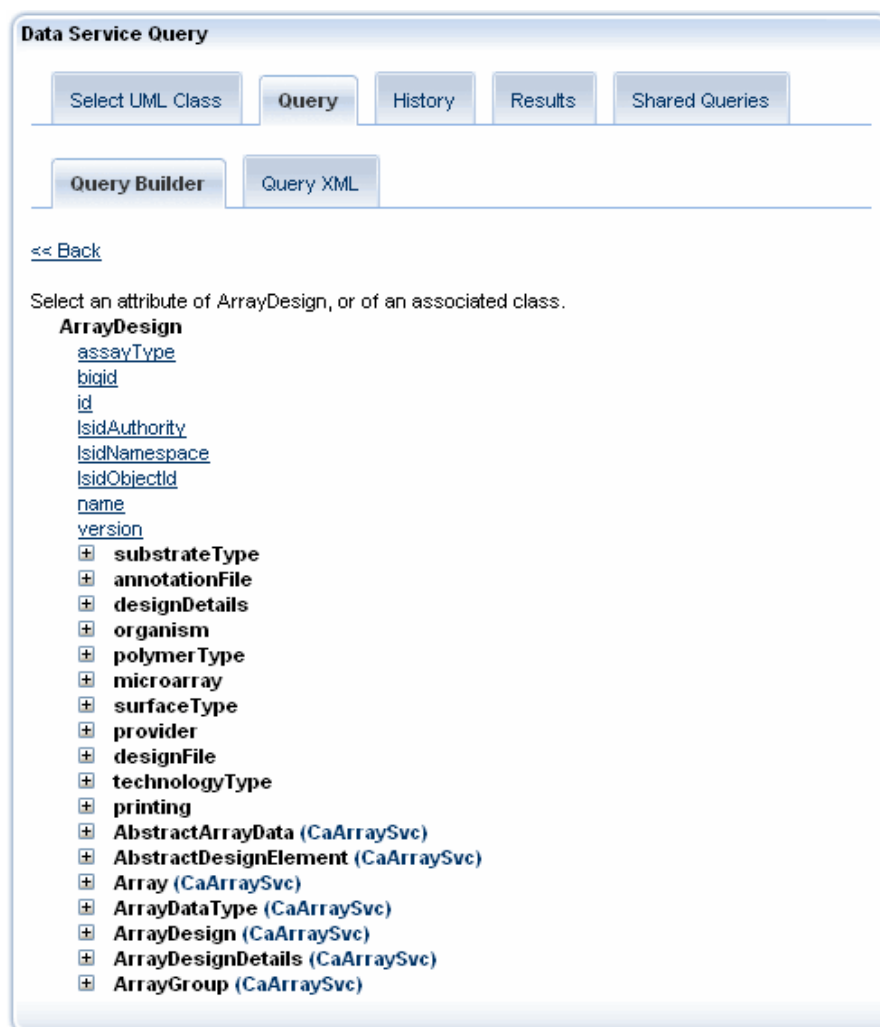 Data Service Query
Select UML Class Query History Results Shared Queries
Query Builder Query XML
<< Back
Select an attribute of ArrayDesign, or of an associated class.
ArrayDesign
assayType
bigid
id
lsidAuthority
lsidNamespace
lsidObjectId
name
version
substrateType
annotationFile
designDetails
organism
polymerType
microarray
surfaceType
provider
designFile
technologyType
printing
AbstractArrayData (CaArraySvc)
AbstractDesignElement (CaArraySvc)
Array (CaArraySvc)
ArrayDataType (CaArraySvc)
ArrayDesign (CaArraySvc)
ArrayDesignDetails (CaArraySvc)
ArrayGroup (CaArraySvc)